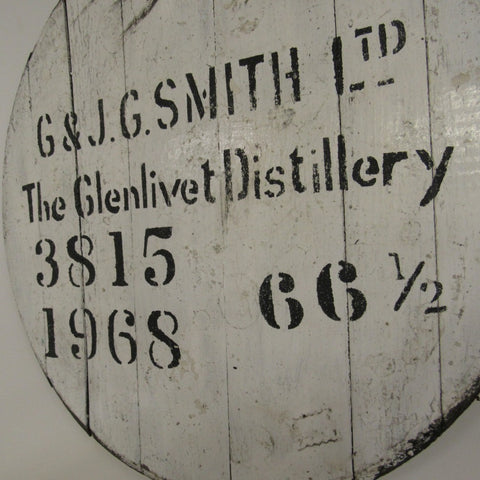 G & J.G. SMITH LTD
The Glenlivet Distillery
3815
1968 66 ½